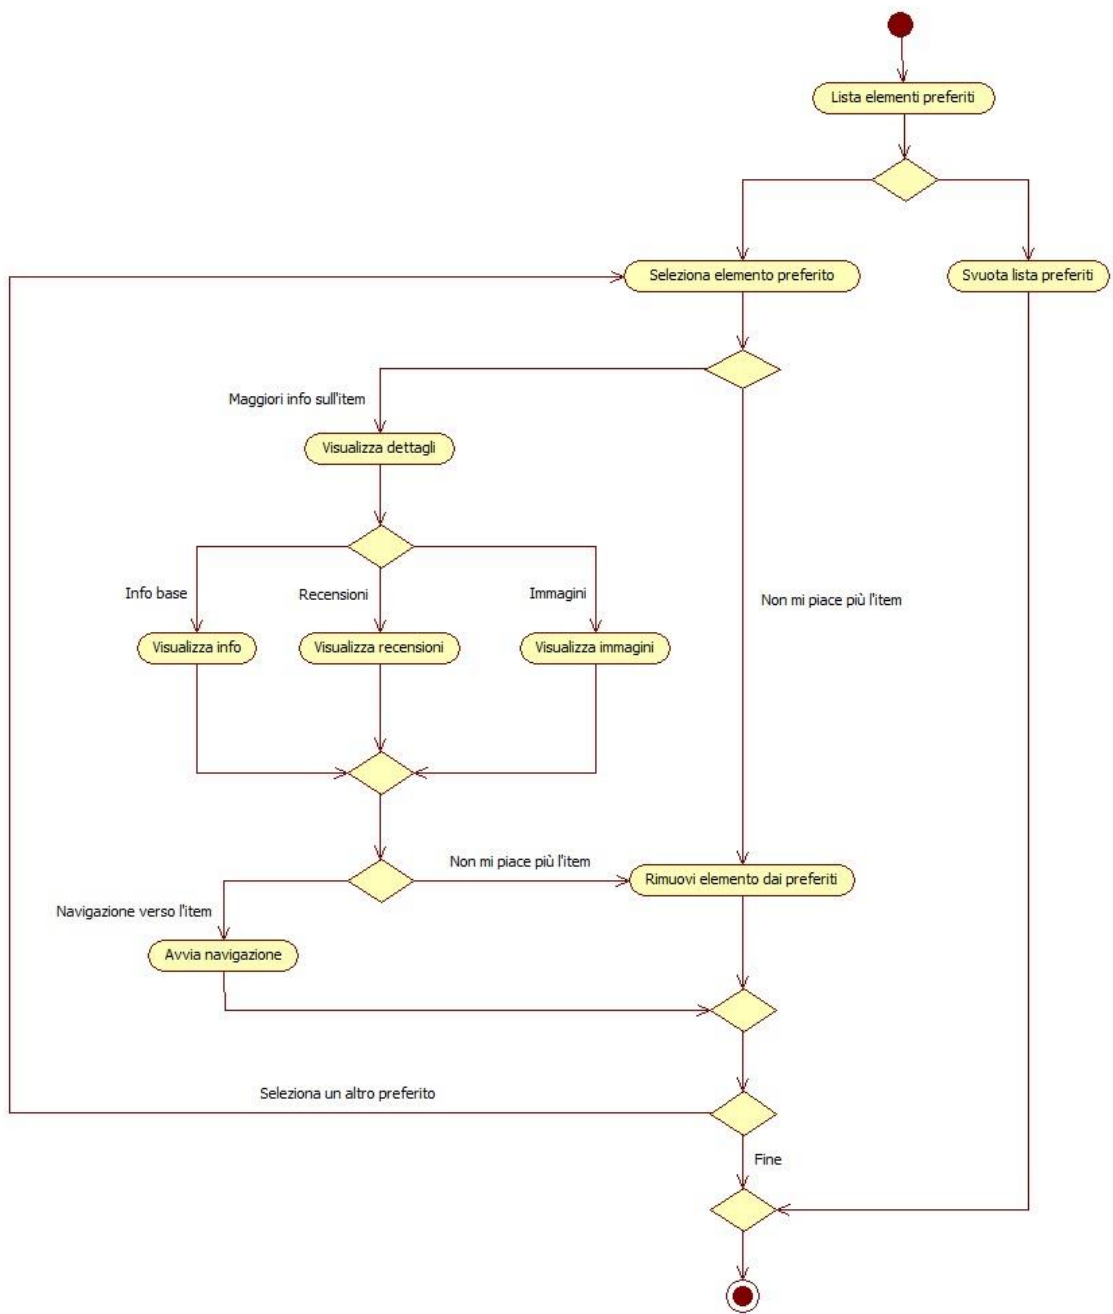 Lista elementi preferiti
Seleziona elemento preferito
Svuota lista preferiti
Maggiori info sull'item
Visualizza dettagli
Info base
Recensioni
Immagini
Non mi piace più l'item
Visualizza info
Visualizza recensioni
Visualizza immagini
Non mi piace più l'item
Rimuovi elemento dai preferiti
Navigazione verso l'item
Avvia navigazione
Seleziona un altro preferito
Fine